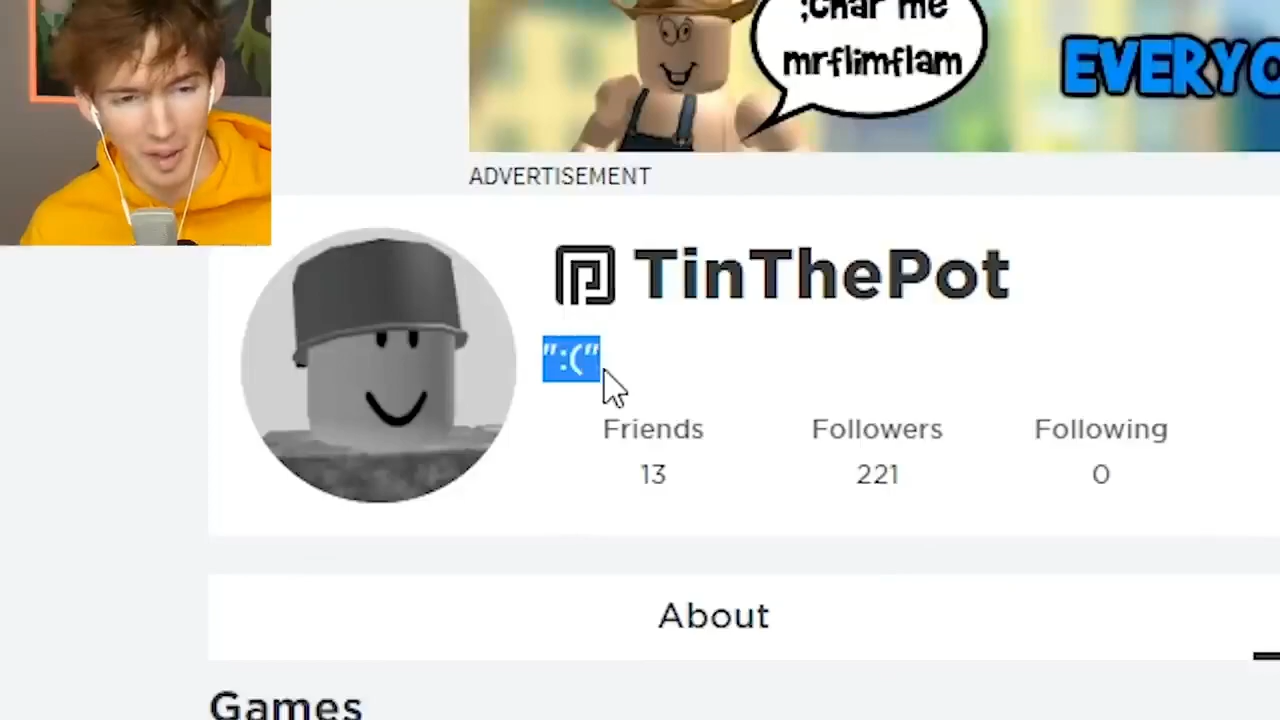 ;char me
mrflimflam
EVERYO
ADVERTISEMENT
TinThePot
":("
Friends
Followers
Following
13
221
0
About
Games